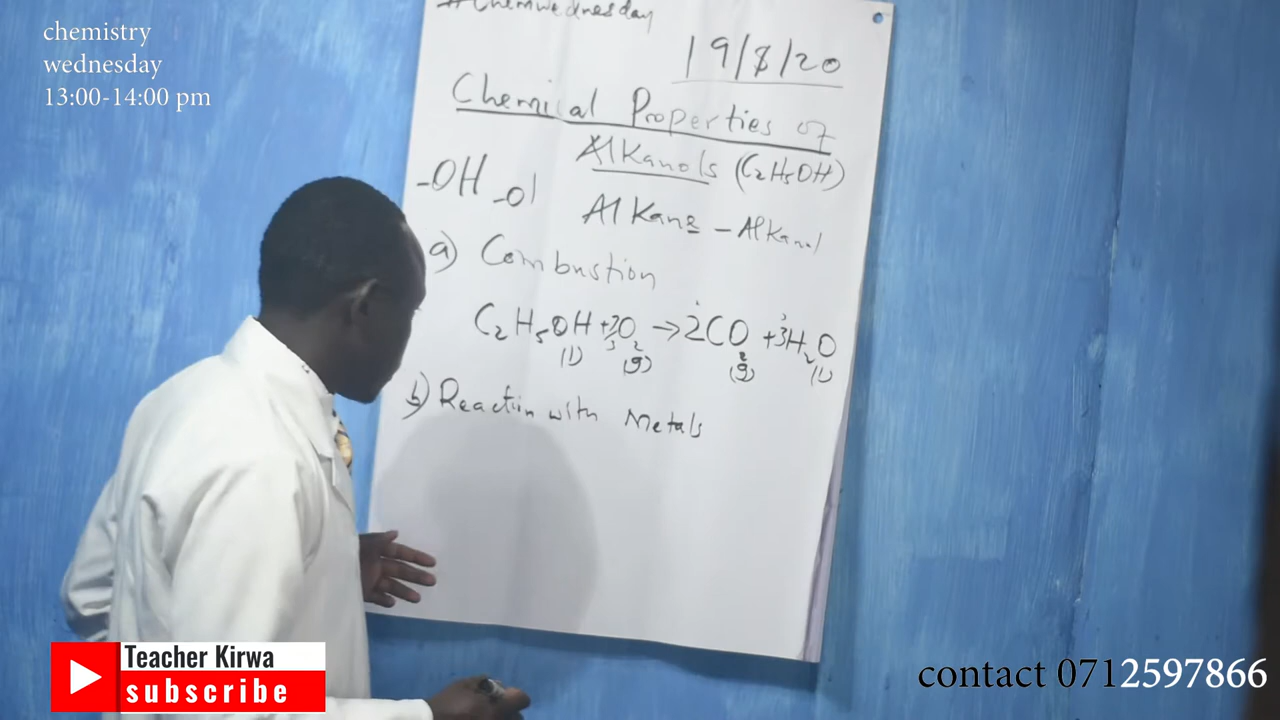 chemistry
wednesday
13:00-14:00 pm
#Chemwednesday
19/8/20
Chemical Properties of
Alkanols (C2H5OH)
-OH -ol
Alkane - Alkanol
a) Combustion
C2H5OH(l) + 3O2(g) → 2CO2(g) + 3H2O(l)
b) Reaction with Metals
Teacher Kirwa
subscribe
contact 0712597866